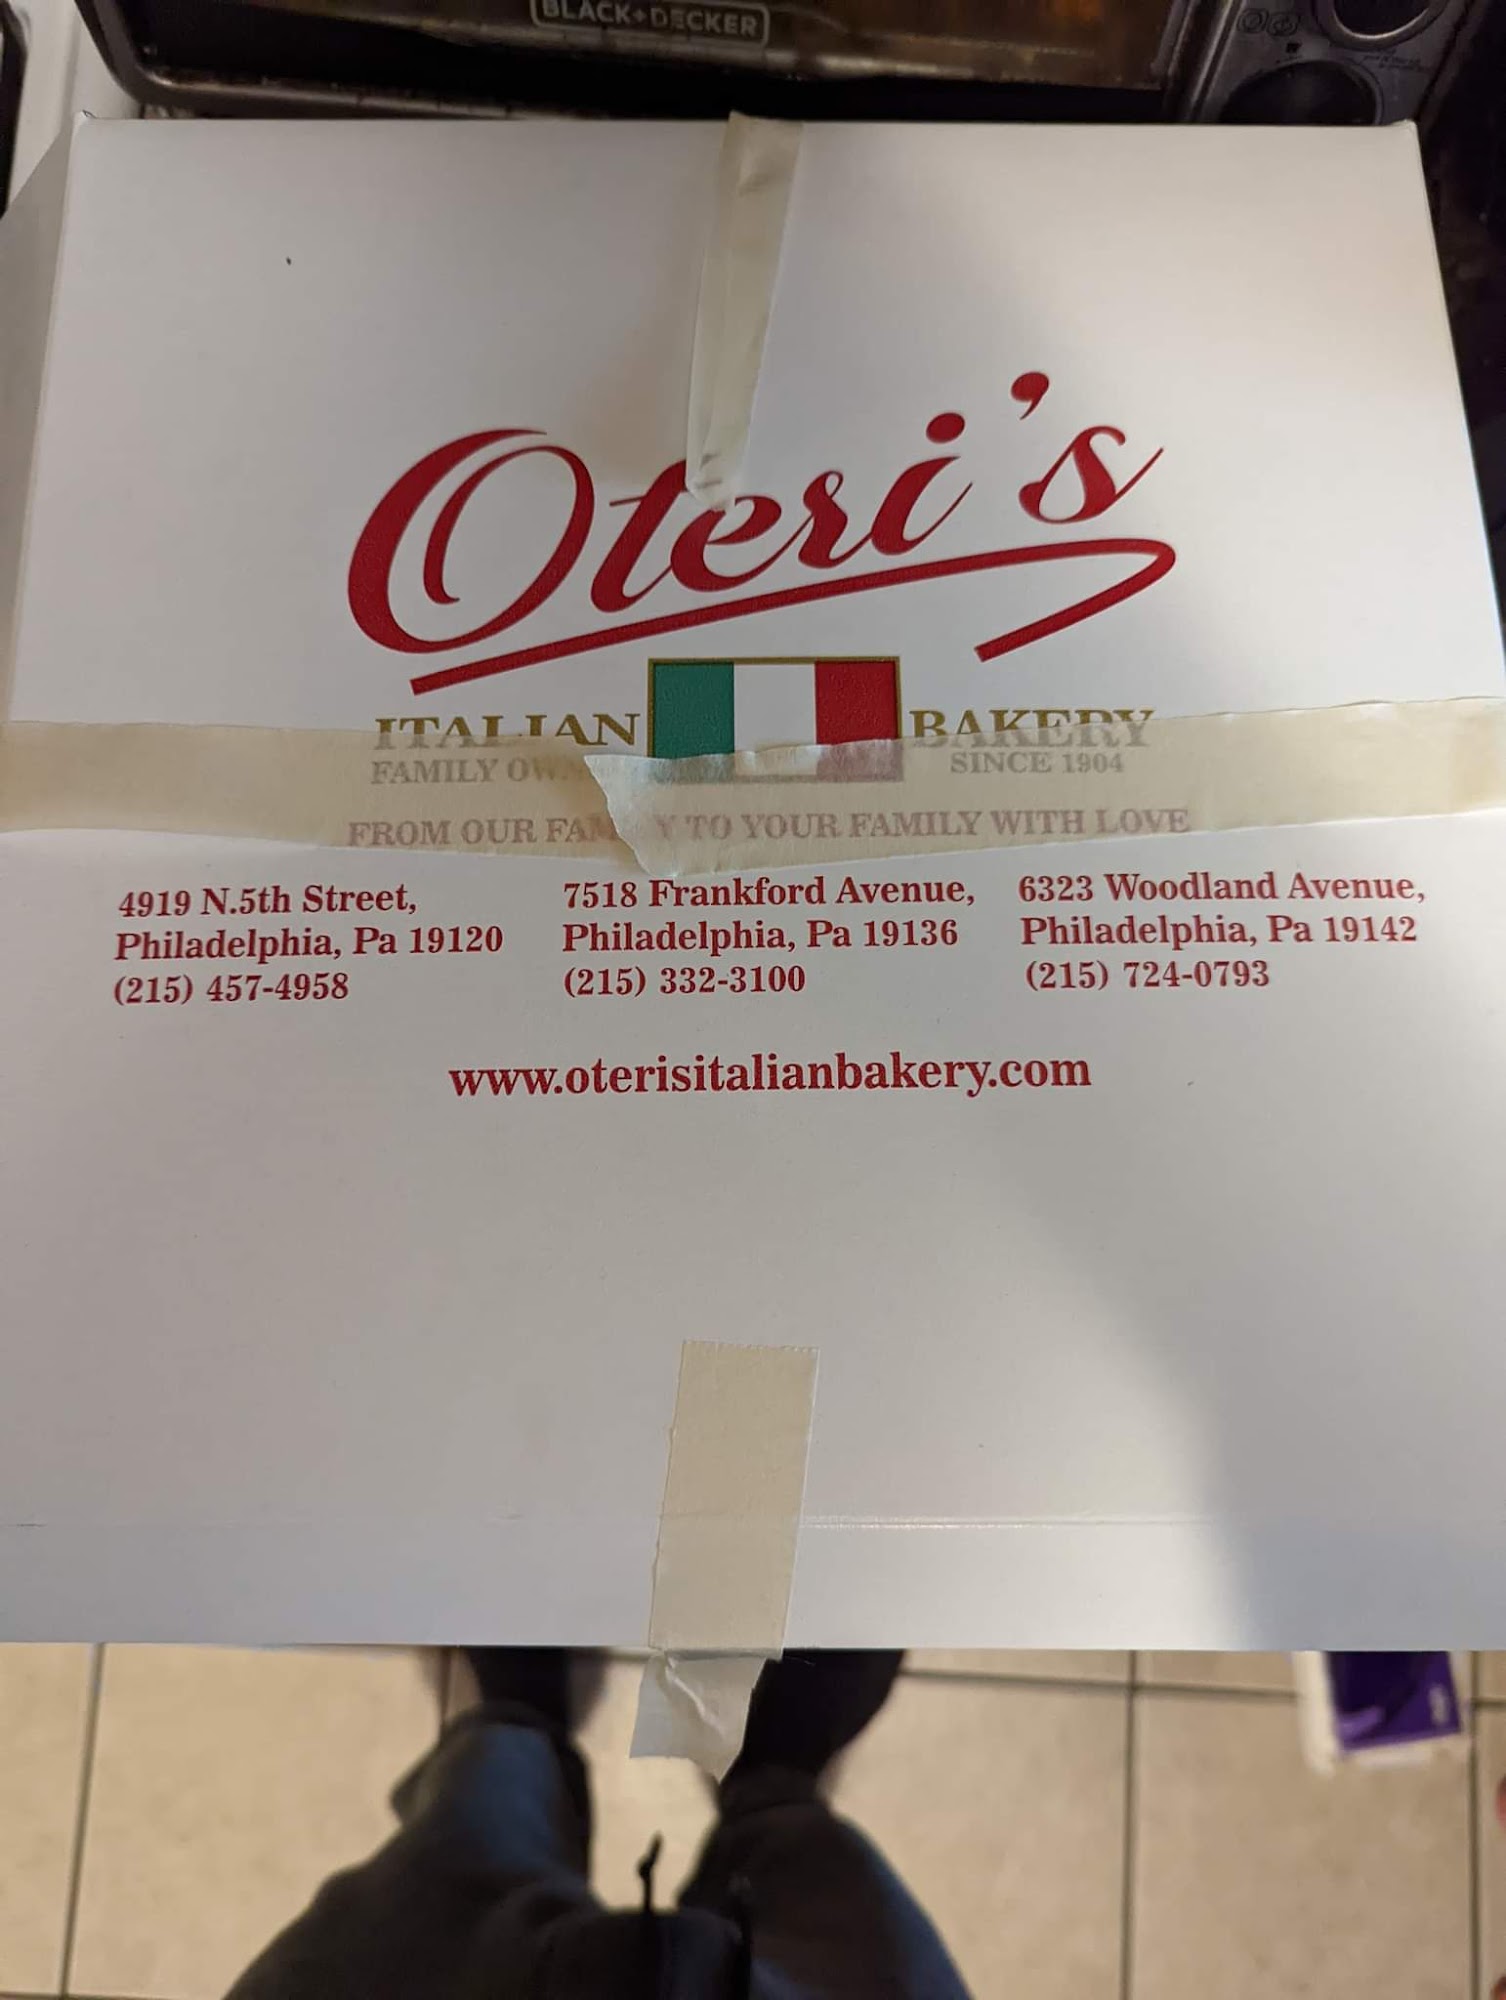 BLACK+DECKER
Oteri's
ITALIAN BAKERY
FAMILY SINCE 1904
FROM OUR TO YOUR FAMILY WITH LOVE
4919 N.5th Street,
Philadelphia, Pa 19120
(215) 457-4958
7518 Frankford Avenue,
Philadelphia, Pa 19136
(215) 332-3100
6323 Woodland Avenue,
Philadelphia, Pa 19142
(215) 724-0793
www.oterisitalianbakery.com